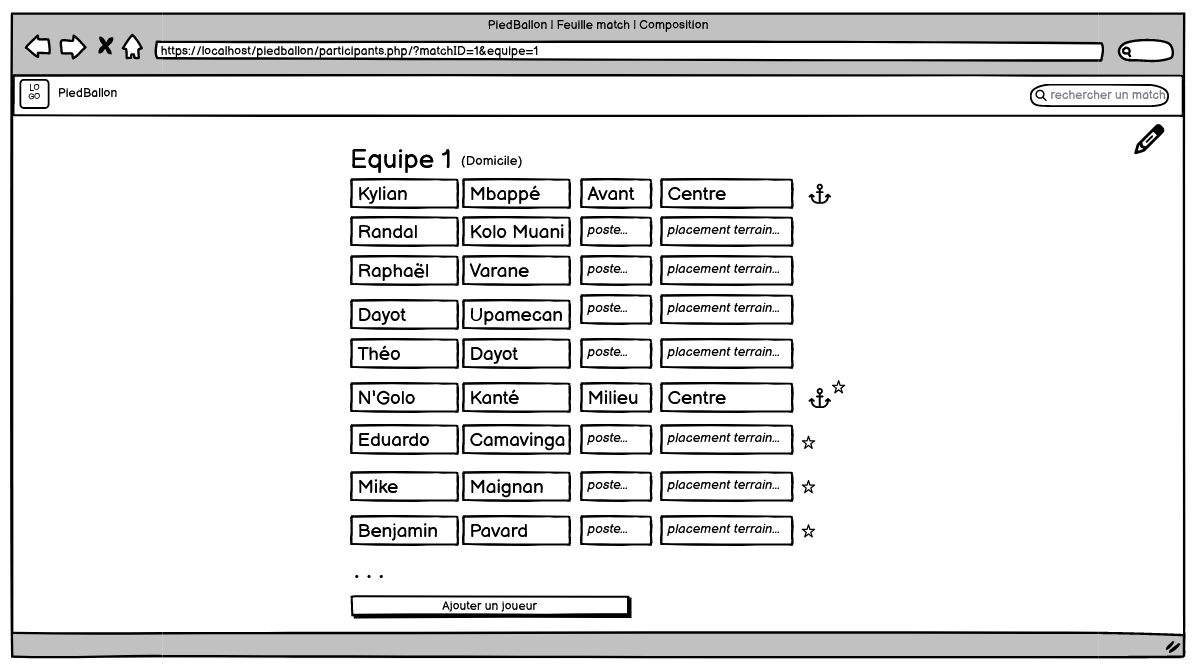 PiedBallon | Feuille match | Composition
https://localhost/piedballon/participants.php/?matchID=1&equipe=1
LO
GO
PiedBallon
rechercher un match
Equipe 1 (Domicile)
Kylian Mbappé Avant Centre
Randal Kolo Muani poste... placement terrain...
Raphaël Varane poste... placement terrain...
Dayot Upamecan poste... placement terrain...
Théo Dayot poste... placement terrain...
N'Golo Kanté Milieu Centre
Eduardo Camavinga poste... placement terrain...
Mike Maignan poste... placement terrain...
Benjamin Pavard poste... placement terrain...
...
Ajouter un joueur